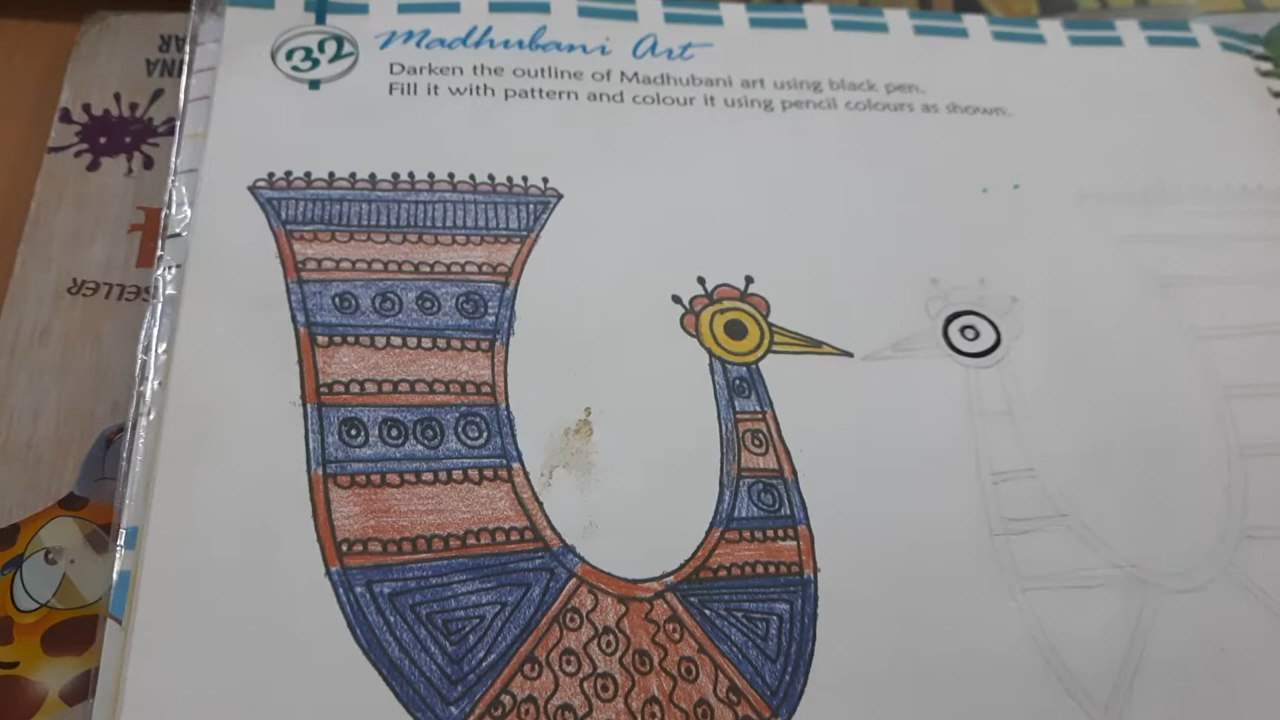 32
Madhubani Art
Darken the outline of Madhubani art using black pen.
Fill it with pattern and colour it using pencil colours as shown.